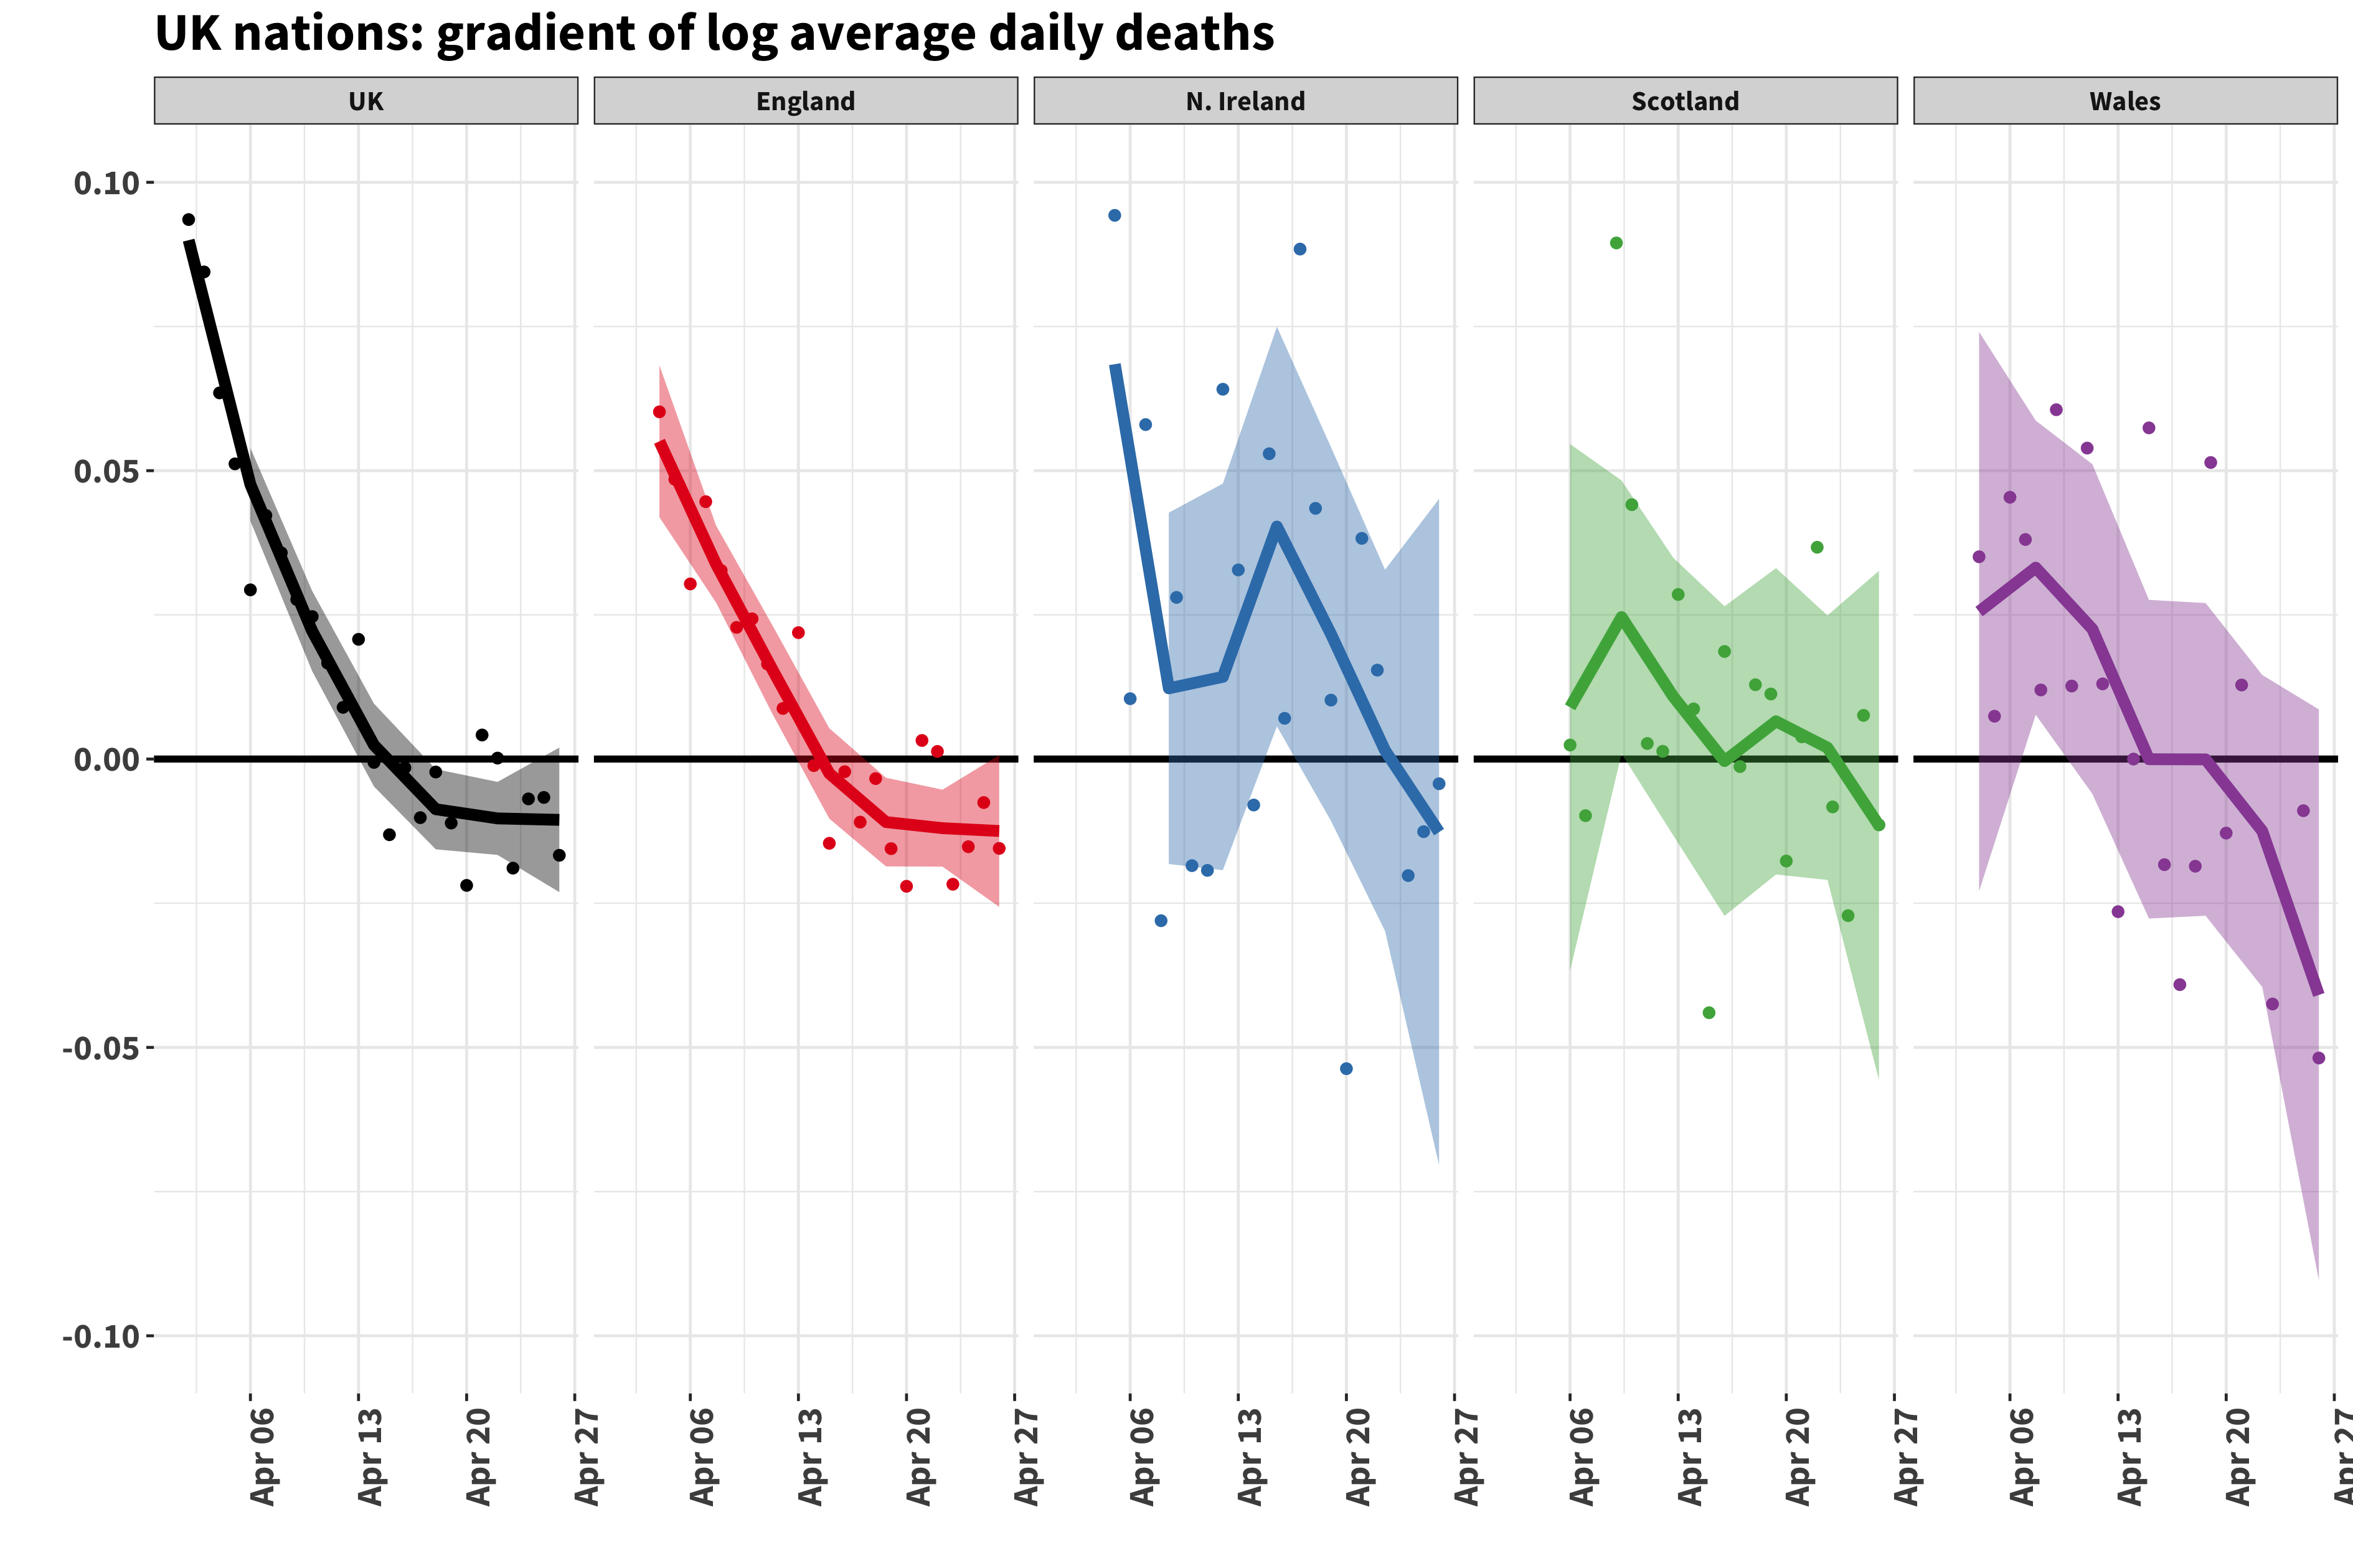 UK nations: gradient of log average daily deaths
UK England N. Ireland Scotland Wales
0.10
0.05
0.00
-0.05
-0.10
Apr 06 Apr 13 Apr 20 Apr 27 Apr 06 Apr 13 Apr 20 Apr 27 Apr 06 Apr 13 Apr 20 Apr 27 Apr 06 Apr 13 Apr 20 Apr 27 Apr 06 Apr 13 Apr 20 Apr 27